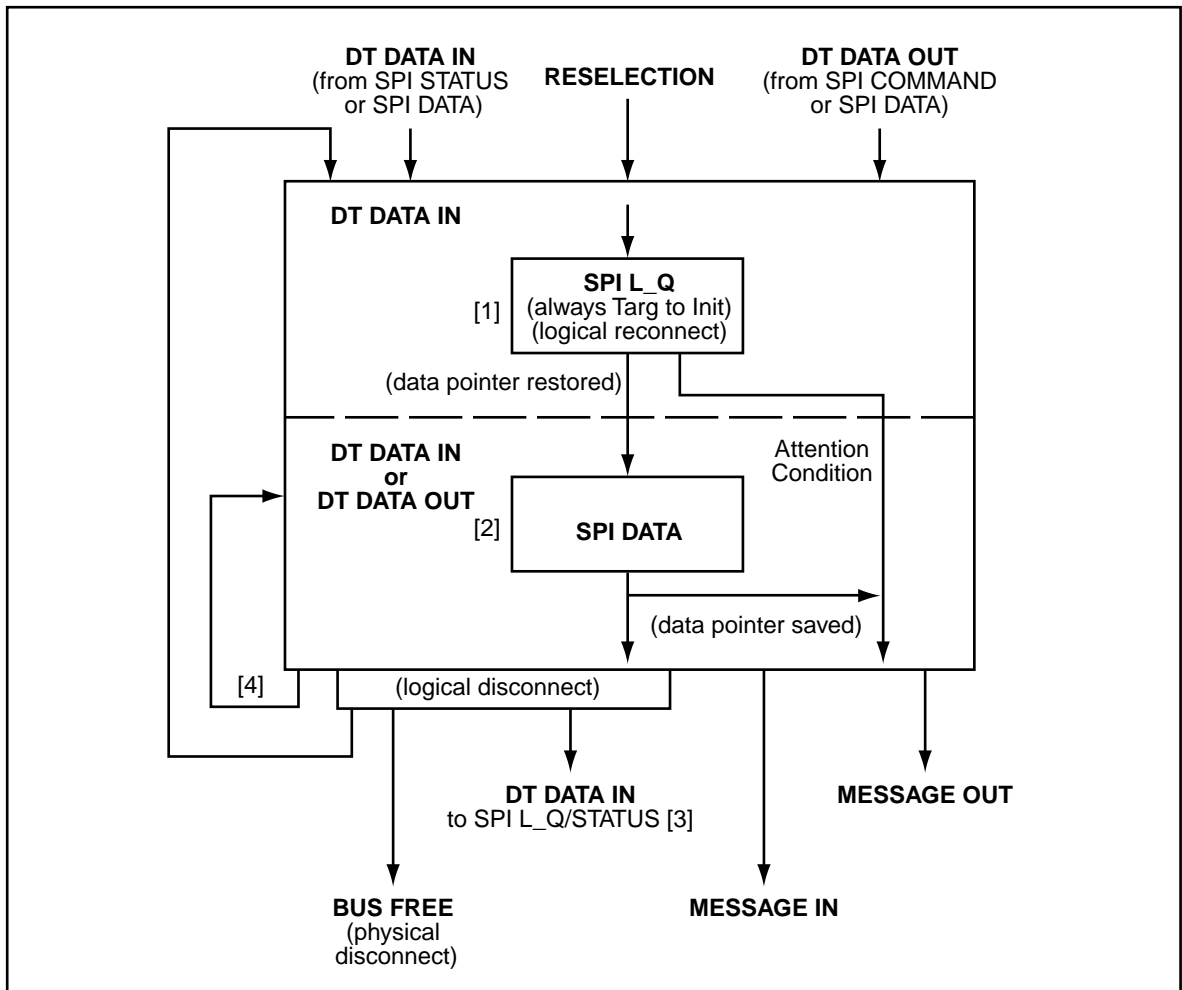 DT DATA IN
(from SPI STATUS
or SPI DATA)
RESELECTION
DT DATA OUT
(from SPI COMMAND
or SPI DATA)
DT DATA IN
SPI L_Q
(always Targ to Init)
(logical reconnect)
[1]
(data pointer restored)
DT DATA IN
or
DT DATA OUT
Attention
Condition
[2]
SPI DATA
(data pointer saved)
[4]
(logical disconnect)
DT DATA IN
to SPI L_Q/STATUS [3]
MESSAGE OUT
BUS FREE
(physical
disconnect)
MESSAGE IN